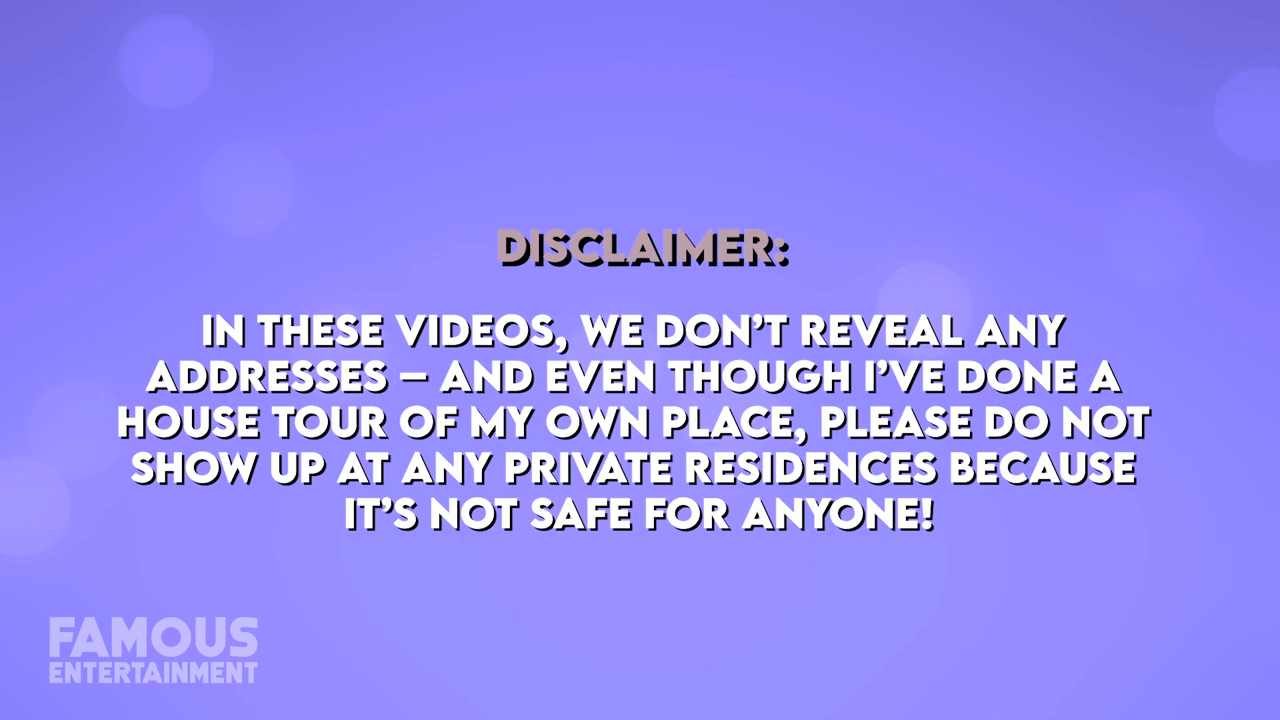 DISCLAIMER:
IN THESE VIDEOS, WE DON'T REVEAL ANY
ADDRESSES – AND EVEN THOUGH I'VE DONE A
HOUSE TOUR OF MY OWN PLACE, PLEASE DO NOT
SHOW UP AT ANY PRIVATE RESIDENCES BECAUSE
IT'S NOT SAFE FOR ANYONE!
FAMOUS
ENTERTAINMENT